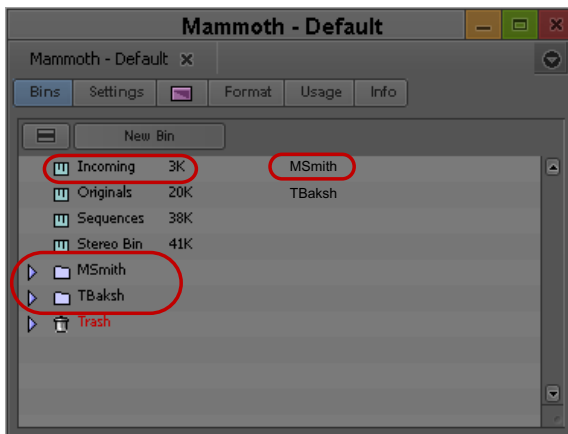 Mammoth - Default
Mammoth - Default
Bins Settings Format Usage Info
New Bin
Incoming 3K MSmith
Originals 20K TBaksh
Sequences 38K
Stereo Bin 41K
MSmith
TBaksh
Trash